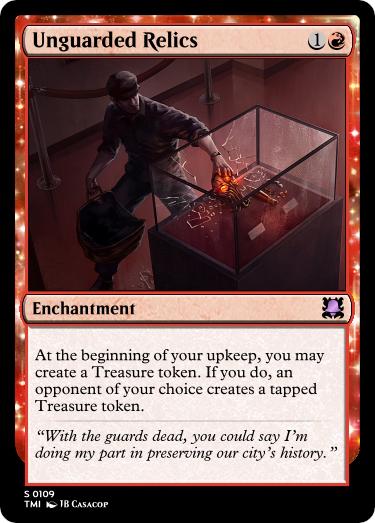 Unguarded Relics 1
Enchantment
At the beginning of your upkeep, you may
create a Treasure token. If you do, an
opponent of your choice creates a tapped
Treasure token.
“With the guards dead, you could say I’m
doing my part in preserving our city’s history.”
S 0109
TMI JB Casacop